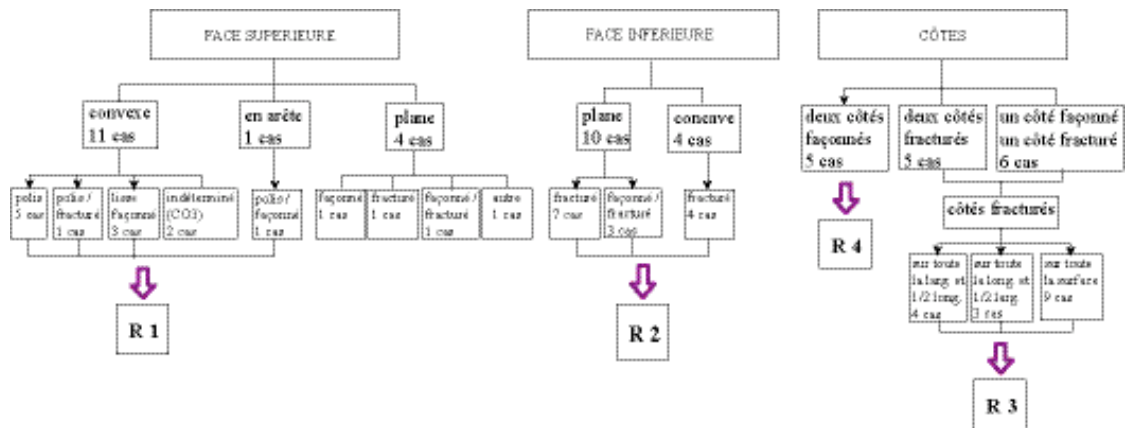 FACE SUPERIEURE
FACE INFERIEURE
CÔTES
convexe
11 cas
en arête
1 cas
plane
4 cas
plane
10 cas
concave
4 cas
deux côtés
façonnés
5 cas
deux côtés
fracturés
5 cas
un côté façonné
un côté fracturé
6 cas
polis
5 cas
polis /
fracturé
1 cas
lisse
façonné
3 cas
indéterminé
(CO3)
2 cas
polis /
façonné
1 cas
façonné
1 cas
fracturé
1 cas
façonné /
fracturé
1 cas
autre
1 cas
fracturé
7 cas
façonné /
fracturé
3 cas
fracturé
4 cas
côtés fracturés
sur toute
la long. et
1/2 long.
4 cas
sur toute
la long. et
1/2 larg.
3 cas
sur toute
la surface
9 cas
R 1
R 2
R 4
R 3